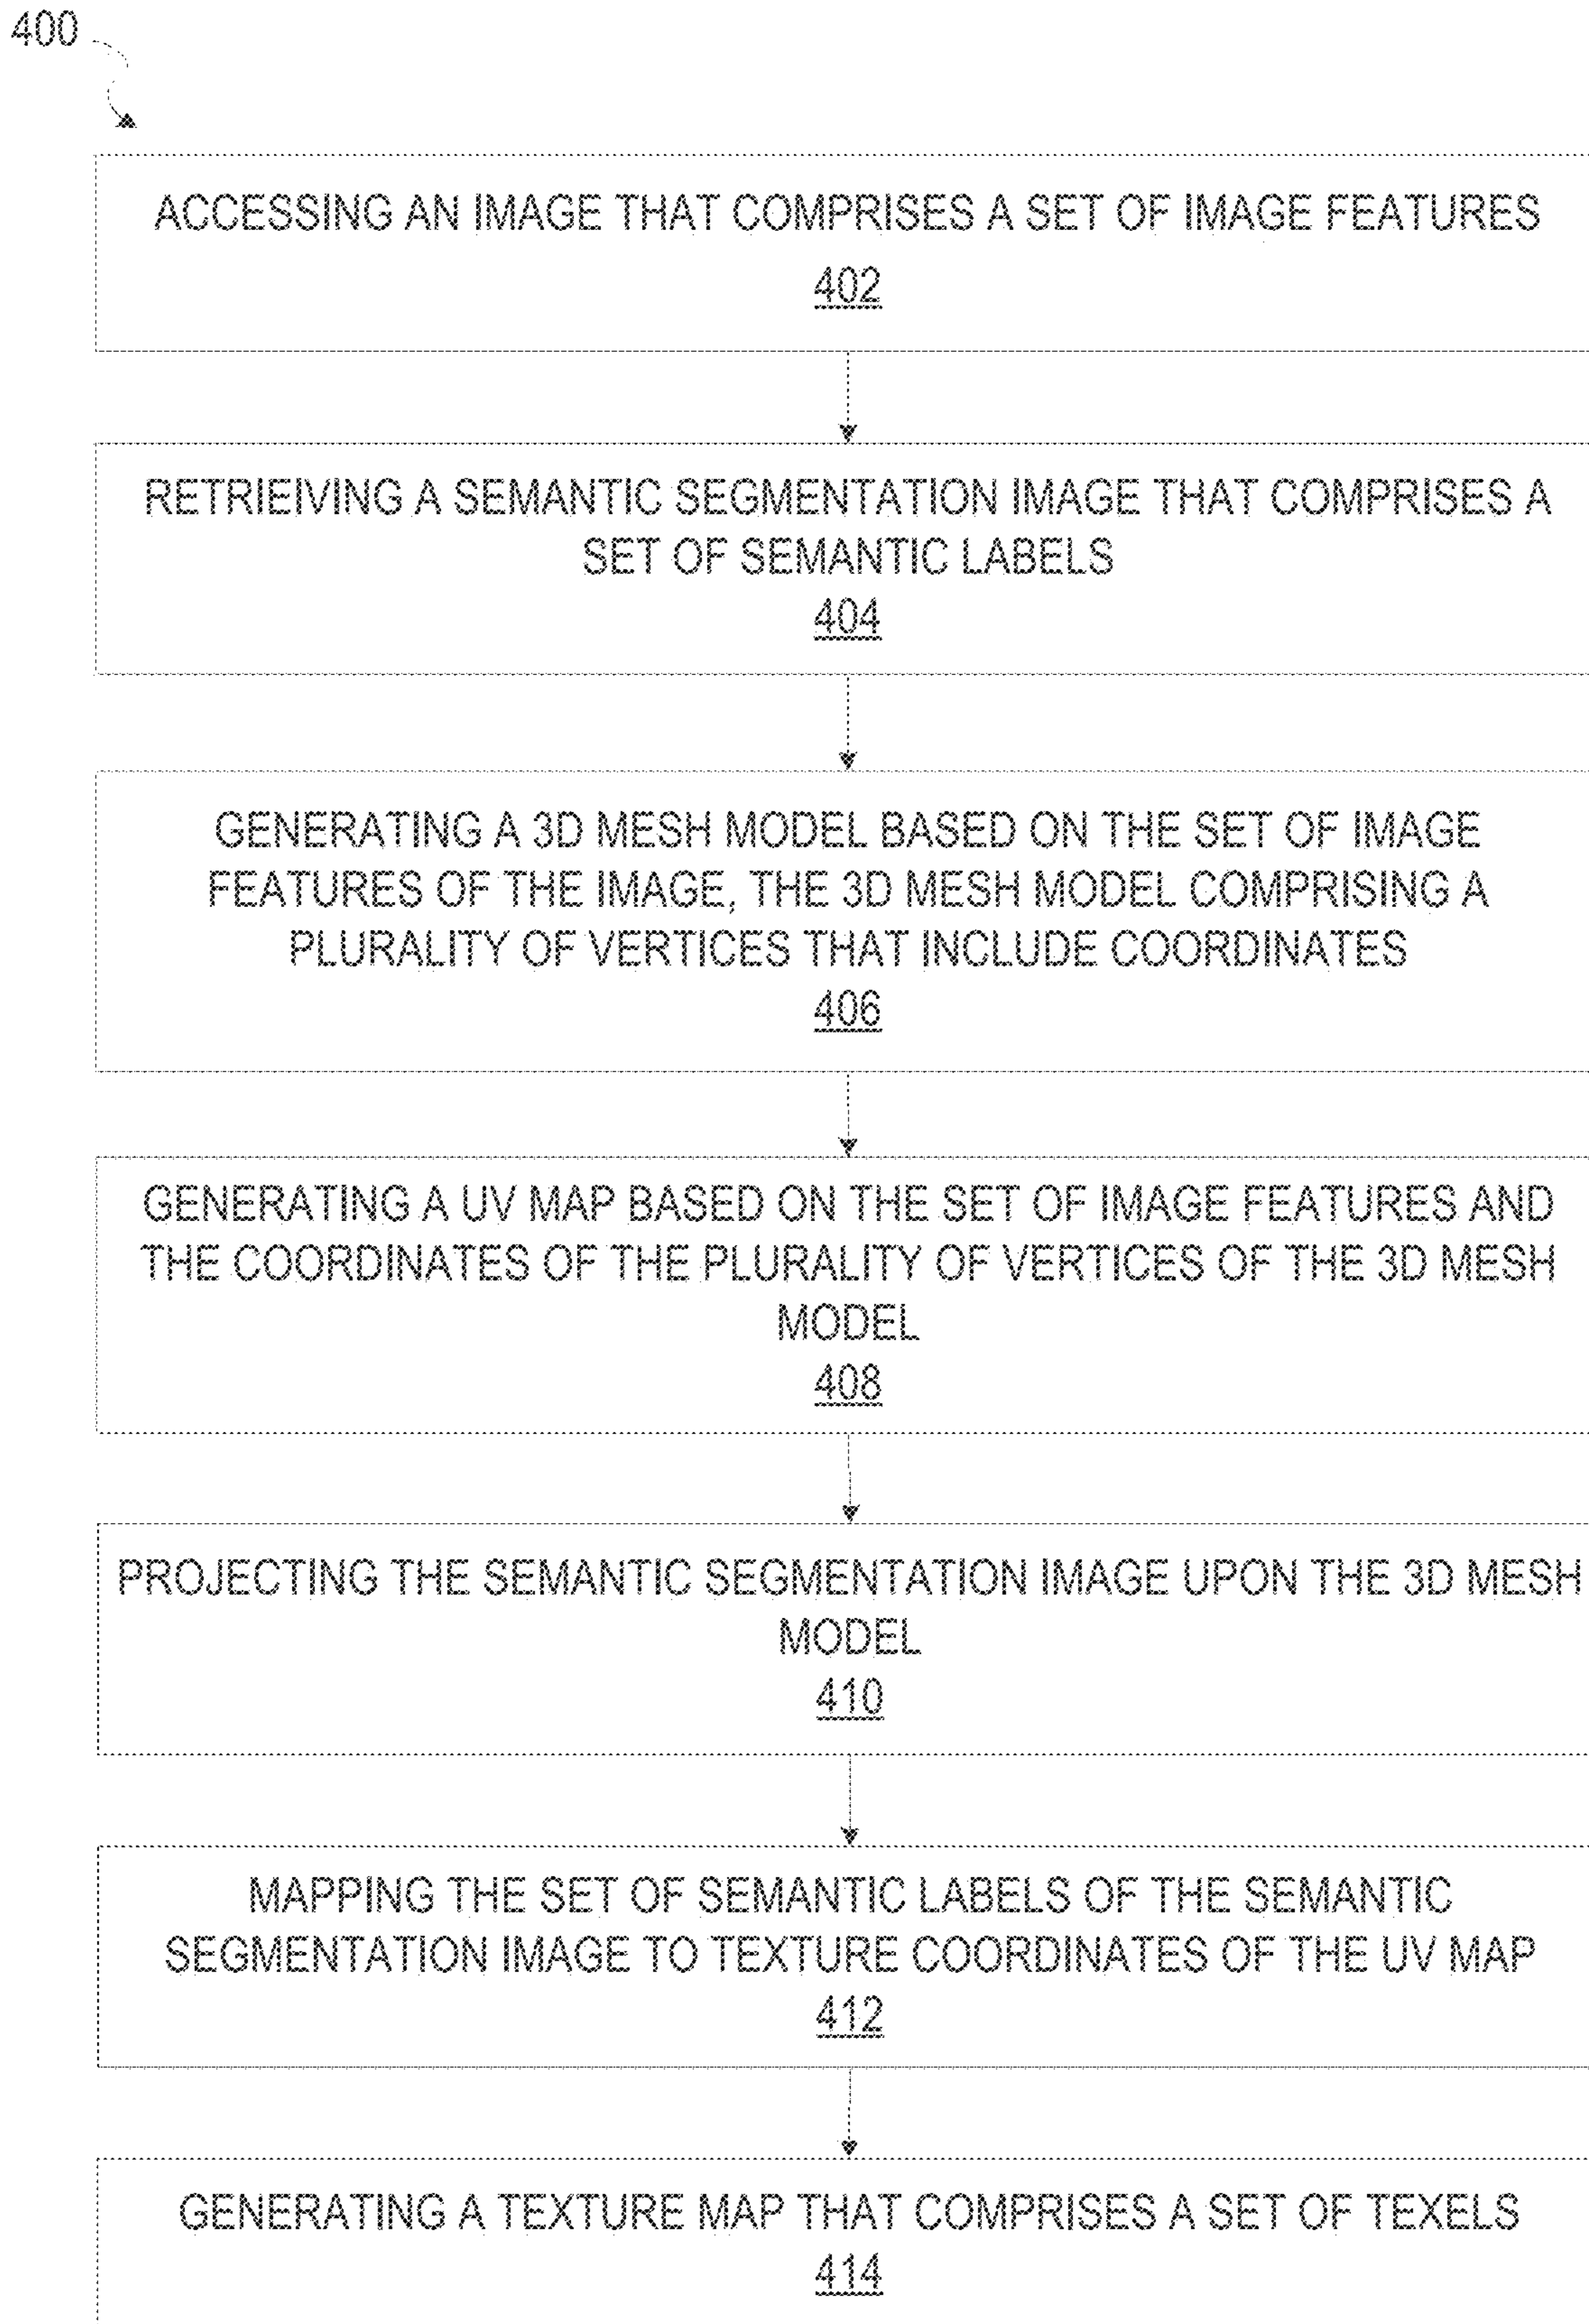 400
ACCESSING AN IMAGE THAT COMPRISES A SET OF IMAGE FEATURES
402
RETRIEIVING A SEMANTIC SEGMENTATION IMAGE THAT COMPRISES A
SET OF SEMANTIC LABELS
404
GENERATING A 3D MESH MODEL BASED ON THE SET OF IMAGE
FEATURES OF THE IMAGE, THE 3D MESH MODEL COMPRISING A
PLURALITY OF VERTICES THAT INCLUDE COORDINATES
406
GENERATING A UV MAP BASED ON THE SET OF IMAGE FEATURES AND
THE COORDINATES OF THE PLURALITY OF VERTICES OF THE 3D MESH
MODEL
408
PROJECTING THE SEMANTIC SEGMENTATION IMAGE UPON THE 3D MESH
MODEL
410
MAPPING THE SET OF SEMANTIC LABELS OF THE SEMANTIC
SEGMENTATION IMAGE TO TEXTURE COORDINATES OF THE UV MAP
412
GENERATING A TEXTURE MAP THAT COMPRISES A SET OF TEXELS
414